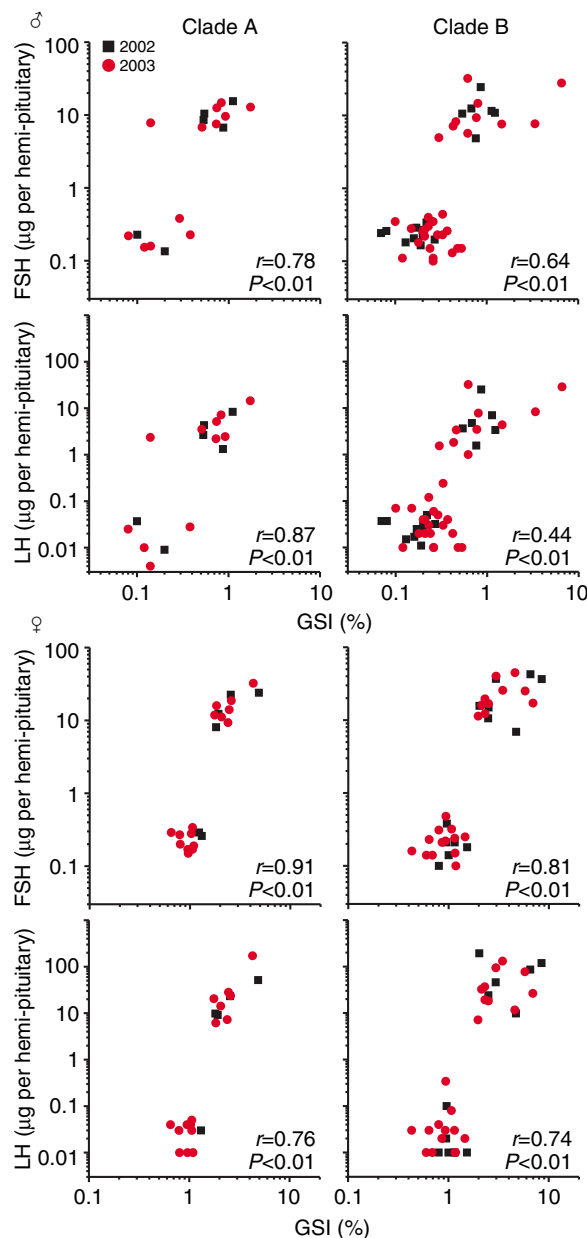 ♂
Clade A
Clade B
2002
2003
FSH (µg per hemi-pituitary)
100
10
1
0.1
r=0.78
P<0.01
r=0.64
P<0.01
LH (µg per hemi-pituitary)
100
10
1
0.1
0.01
r=0.87
P<0.01
r=0.44
P<0.01
0.1
1
10
0.1
1
10
GSI (%)
♀
FSH (µg per hemi-pituitary)
100
10
1
0.1
r=0.91
P<0.01
r=0.81
P<0.01
LH (µg per hemi-pituitary)
100
10
1
0.1
0.01
r=0.76
P<0.01
r=0.74
P<0.01
0.1
1
10
0.1
1
10
GSI (%)